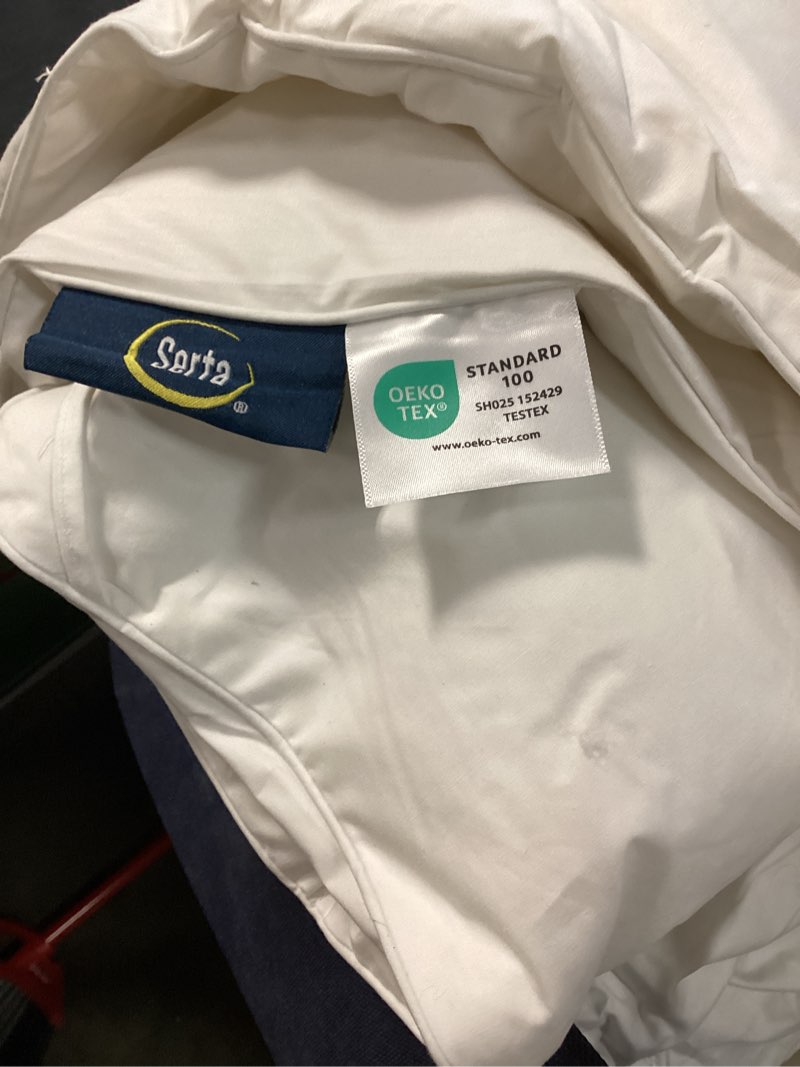 Serta
®
OEKO
TEX®
STANDARD
100
SH025 152429
TESTEX
www.oeko-tex.com